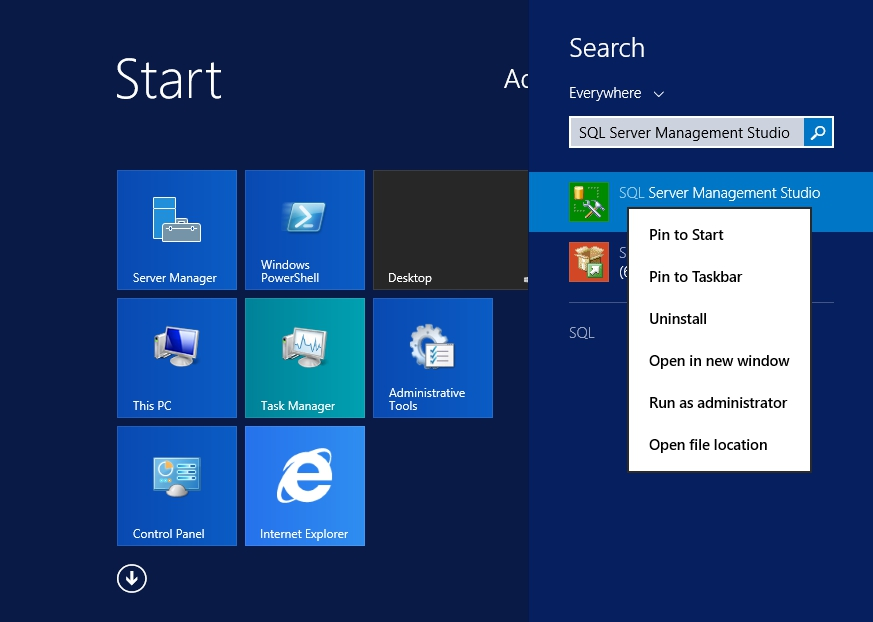 Start
Ad
Server Manager
Windows
PowerShell
Desktop
This PC
Task Manager
Administrative
Tools
Control Panel
Internet Explorer
Search
Everywhere
SQL Server Management Studio
SQL Server Management Studio
S
(6
SQL
Pin to Start
Pin to Taskbar
Uninstall
Open in new window
Run as administrator
Open file location